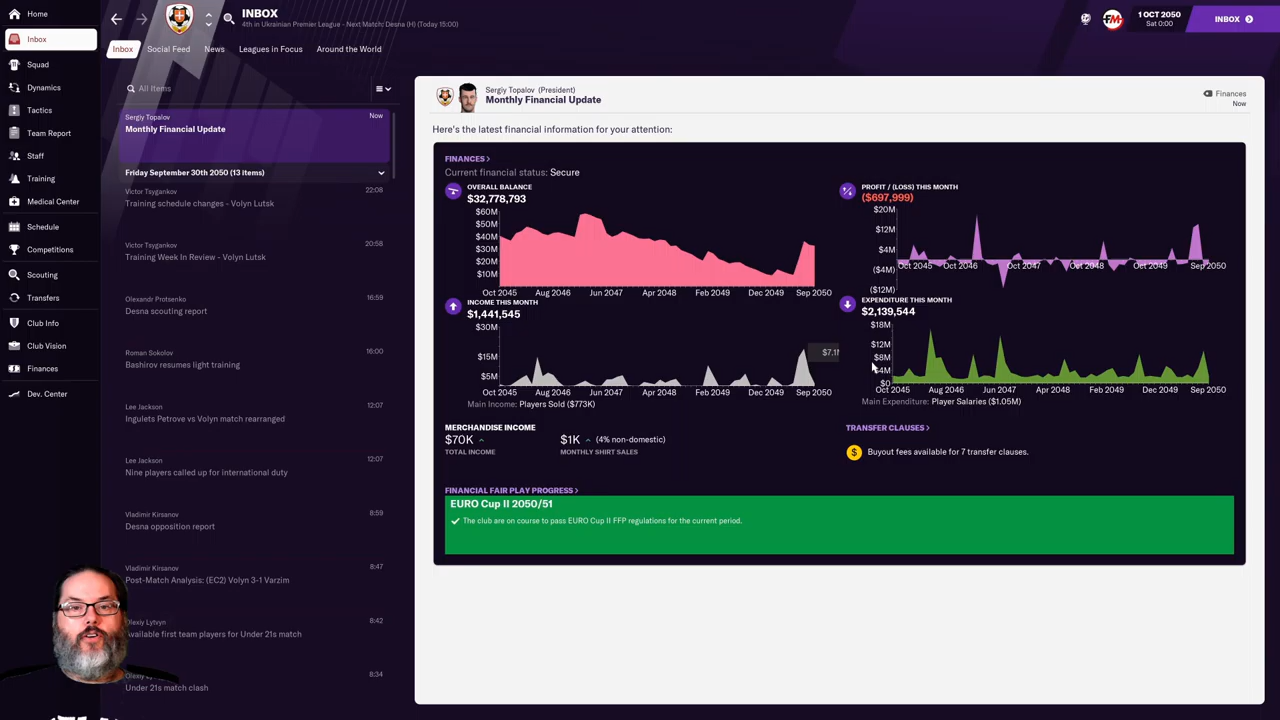 Home
Inbox
Squad
Dynamics
Tactics
Team Report
Staff
Training
Medical Center
Schedule
Competitions
Scouting
Transfers
Club Info
Club Vision
Finances
Dev. Center
INBOX
4th in Ukrainian Premier League - Next Match: Desna (H) (Today 15:00)
FM
1 OCT 2050
Sat 0:00
INBOX
Inbox
Social Feed
News
Leagues in Focus
Around the World
All Items
Sergiy Topalov
Now
Monthly Financial Update
Friday September 30th 2050 (13 items)
Victor Tsygankov
22:08
Training schedule changes - Volyn Lutsk
Victor Tsygankov
20:58
Training Week In Review - Volyn Lutsk
Olexandr Protsenko
16:59
Desna scouting report
Roman Sokolov
16:00
Bashirov resumes light training
Lee Jackson
12:07
Ingulets Petrove vs Volyn match rearranged
Lee Jackson
12:07
Nine players called up for international duty
Vladimir Kirsanov
8:59
Desna opposition report
Vladimir Kirsanov
8:47
Post-Match Analysis: (EC2) Volyn 3-1 Varzim
Olexiy Lytvyn
8:42
Available first team players for Under 21s match
8:34
Under 21s match clash
Sergiy Topalov (President)
Monthly Financial Update
Finances
Now
Here's the latest financial information for your attention:
FINANCES
Current financial status: Secure
OVERALL BALANCE
$32,778,793
$60M
$50M
$40M
$30M
$20M
$10M
Oct 2045 Aug 2046 Jun 2047 Apr 2048 Feb 2049 Dec 2049 Sep 2050
PROFIT / (LOSS) THIS MONTH
($697,999)
$20M
$12M
$4M
($4M)
($12M)
Oct 2045 Oct 2046 Oct 2047 Oct 2048 Oct 2049 Sep 2050
INCOME THIS MONTH
$1,441,545
$30M
$15M
$5M
$7.1M
Oct 2045 Aug 2046 Jun 2047 Apr 2048 Feb 2049 Dec 2049 Sep 2050
Main Income: Players Sold ($773K)
EXPENDITURE THIS MONTH
$2,139,544
$18M
$12M
$8M
$4M
$0
Oct 2045 Aug 2046 Jun 2047 Apr 2048 Feb 2049 Dec 2049 Sep 2050
Main Expenditure: Player Salaries ($1.05M)
MERCHANDISE INCOME
$70K
TOTAL INCOME
$1K (4% non-domestic)
MONTHLY SHIRT SALES
TRANSFER CLAUSES
$ Buyout fees available for 7 transfer clauses.
FINANCIAL FAIR PLAY PROGRESS
EURO Cup II 2050/51
The club are on course to pass EURO Cup II FFP regulations for the current period.